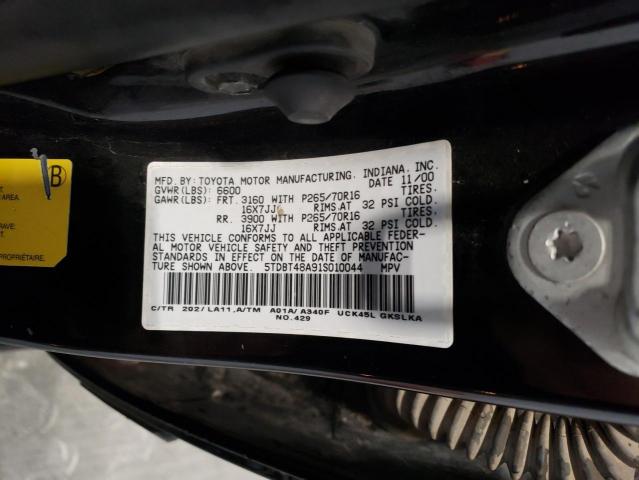 MFD. BY: TOYOTA MOTOR MANUFACTURING, INDIANA, INC.
GVWR(LBS): 6600 DATE 11/00
GAWR(LBS): FRT. 3160 WITH P265/70R16 TIRES.
16X7JJ RIMS.AT 32 PSI COLD.
RR. 3900 WITH P265/70R16 TIRES.
16X7JJ RIMS.AT 32 PSI COLD.
THIS VEHICLE CONFORMS TO ALL APPLICABLE FEDER-
AL MOTOR VEHICLE SAFETY AND THEFT PREVENTION
STANDARDS IN EFFECT ON THE DATE OF MANUFAC-
TURE SHOWN ABOVE. 5TDBT48A91S010044 MPV
C/TR 202/LA11,A/TM A01A/A340F UCK45L GKSLKA
NO.429
B
AREA.
RAVE:
PROPRIÉTAIRE.